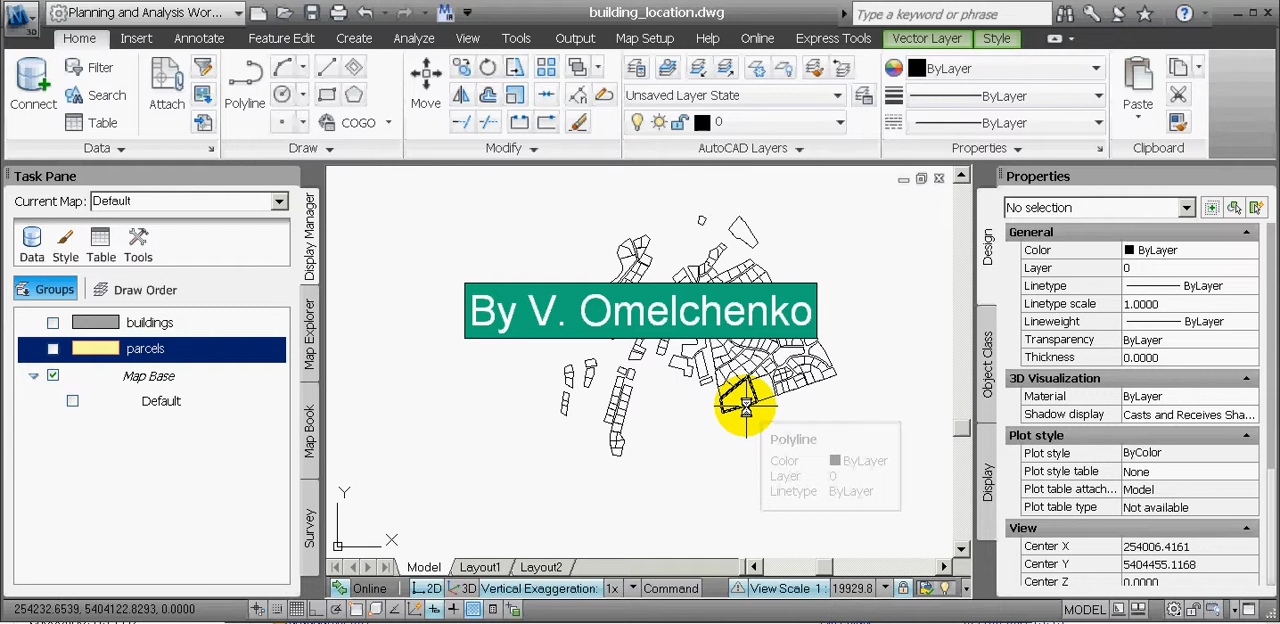 Planning and Analysis Wor...
building_location.dwg
Type a keyword or phrase
3D
Home Insert Annotate Feature Edit Create Analyze View Tools Output Map Setup Help Online Express Tools Vector Layer Style
Connect
Filter
Search
Table
Attach
Data
Polyline
COGO
Draw
Move
Modify
Unsaved Layer State
0
AutoCAD Layers
ByLayer
ByLayer
ByLayer
Properties
Paste
Clipboard
Task Pane
Current Map: Default
Data Style Table Tools
Groups Draw Order
buildings
parcels
Map Base
Default
Display Manager
Map Explorer
Map Book
Survey
By V. Omelchenko
Polyline
Color ByLayer
Layer 0
Linetype ByLayer
Y
X
Model Layout1 Layout2
Online 2D 3D Vertical Exaggeration: 1x Command View Scale 1: 19929.8
254232.6539, 5404122.8293, 0.0000
MODEL
Design
Object Class
Display
Properties
No selection
General
Color ByLayer
Layer 0
Linetype ByLayer
Linetype scale 1.0000
Lineweight ByLayer
Transparency ByLayer
Thickness 0.0000
3D Visualization
Material ByLayer
Shadow display Casts and Receives Sha...
Plot style
Plot style ByColor
Plot style table None
Plot table attach... Model
Plot table type Not available
View
Center X 254006.4161
Center Y 5404455.1168
Center Z 0.0000